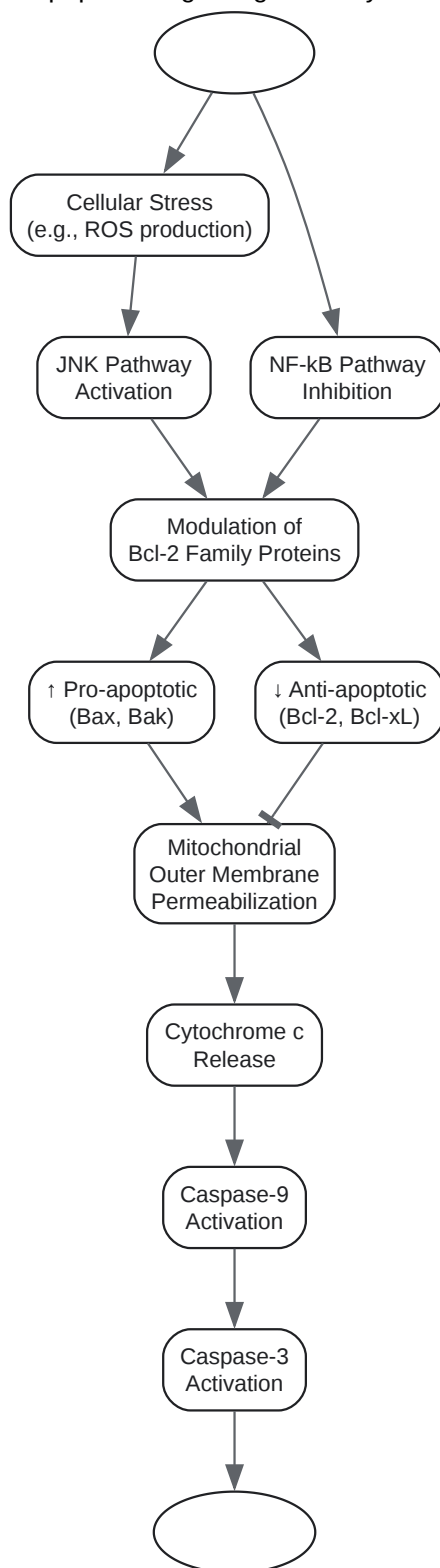 Cellular Stress
(e.g., ROS production)
JNK Pathway
Activation
NF-kB Pathway
Inhibition
Modulation of
Bcl-2 Family Proteins
↑ Pro-apoptotic
(Bax, Bak)
↓ Anti-apoptotic
(Bcl-2, Bcl-xL)
Mitochondrial
Outer Membrane
Permeabilization
Cytochrome c
Release
Caspase-9
Activation
Caspase-3
Activation